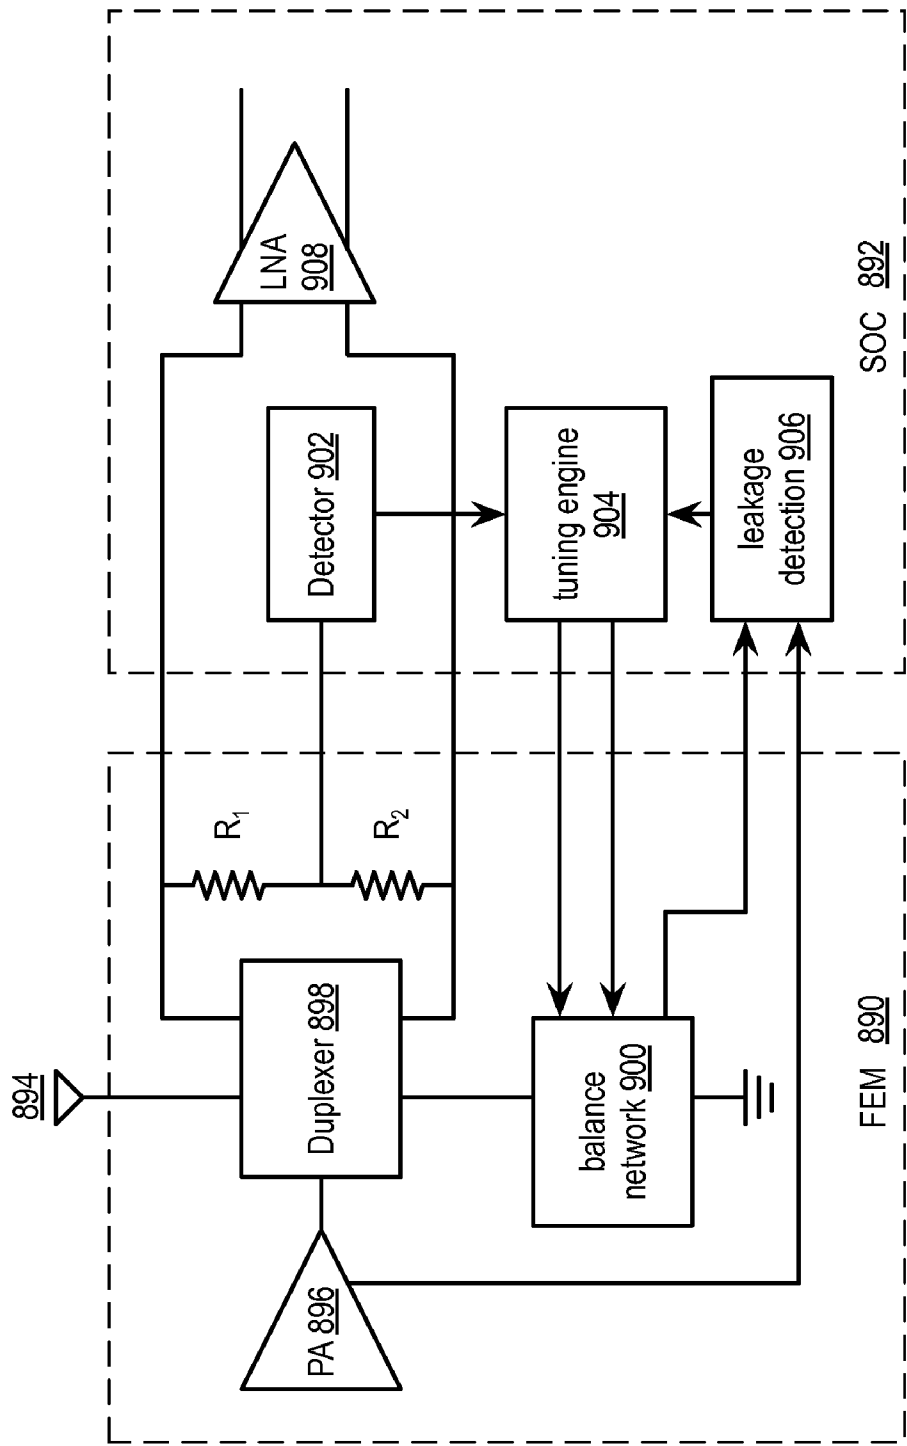 894
PA 896
Duplexer 898
balance
network 900
FEM 890
R1
R2
Detector 902
tuning engine
904
leakage
detection 906
LNA
908
SOC 892